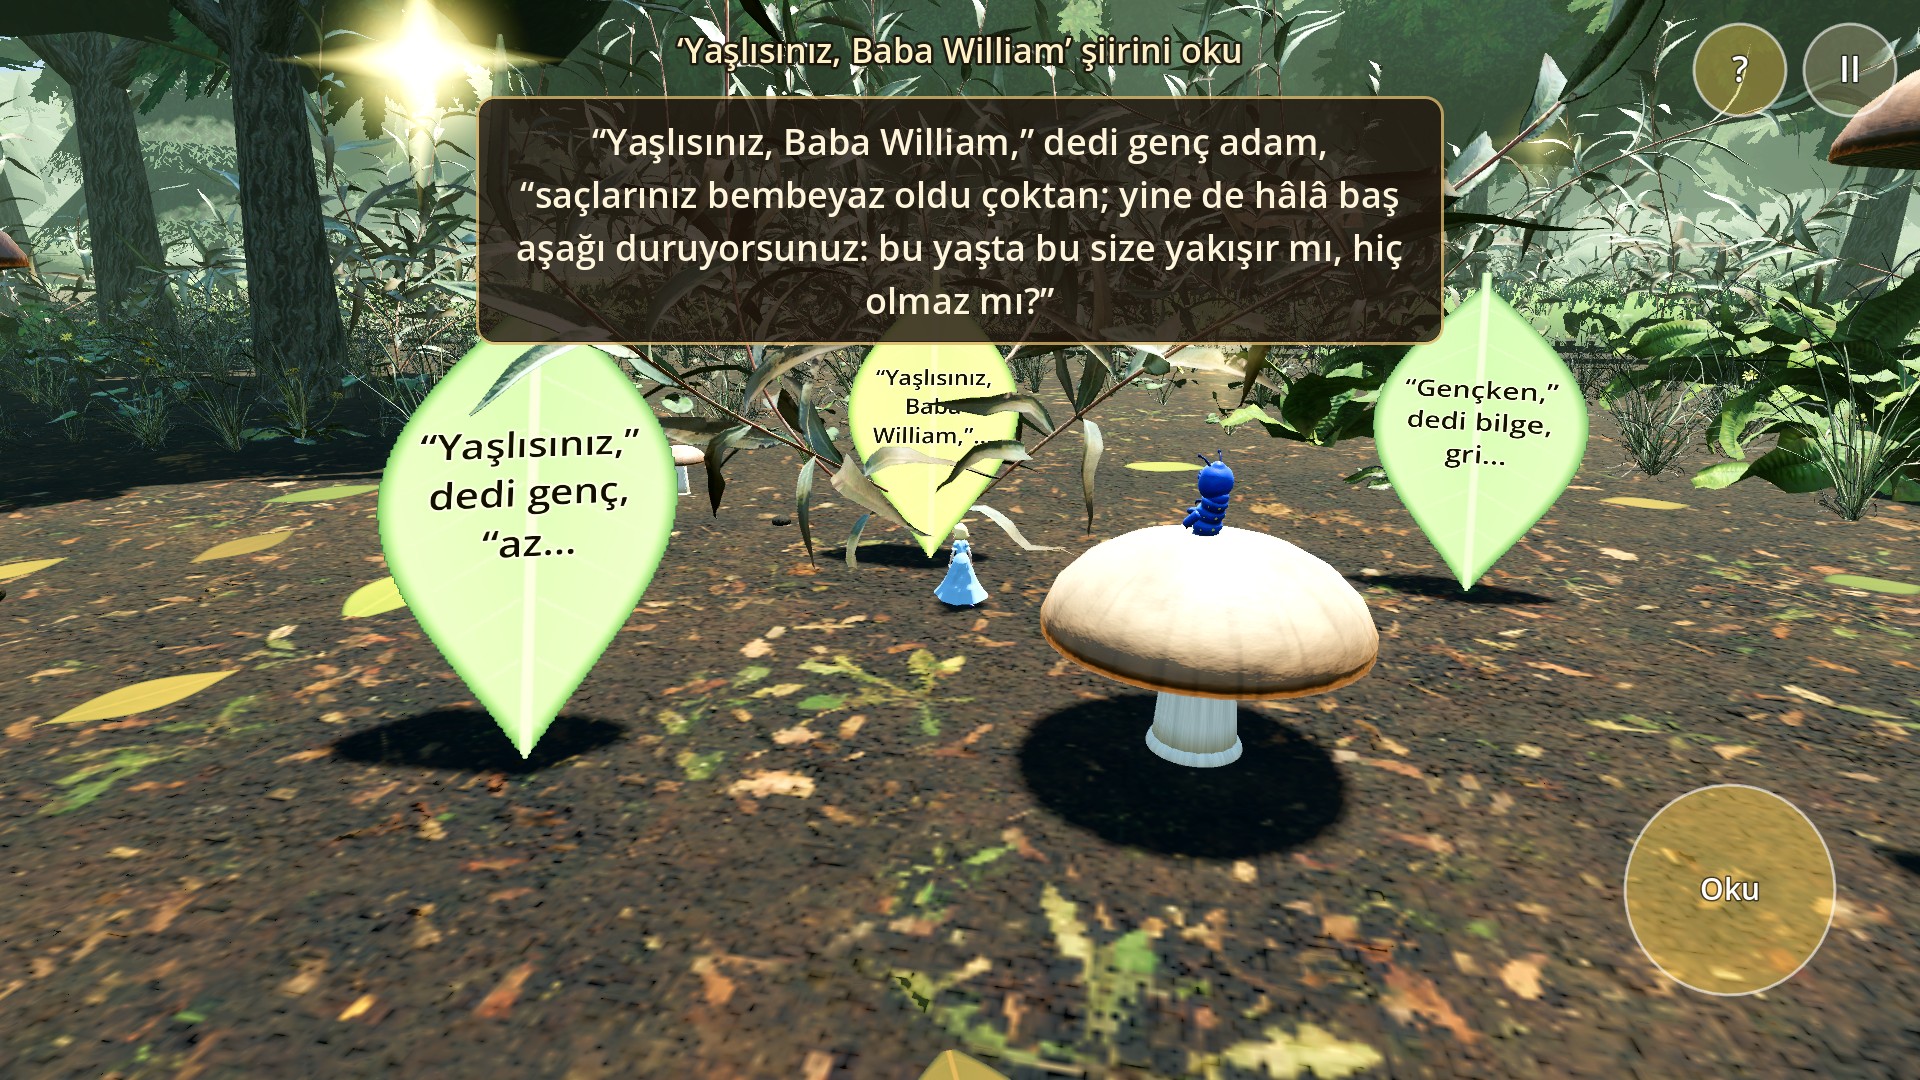 ‘Yaşlısınız, Baba William’ şiirini oku
?
“Yaşlısınız, Baba William,” dedi genç adam,
“saçlarınız bembeyaz oldu çoktan; yine de hâlâ baş
aşağı duruyorsunuz: bu yaşta bu size yakışır mı, hiç
olmaz mı?”
“Yaşlısınız,”
dedi genç,
“az...
“Yaşlısınız,
Baba
William,”...
“Gençken,”
dedi bilge,
gri...
Oku